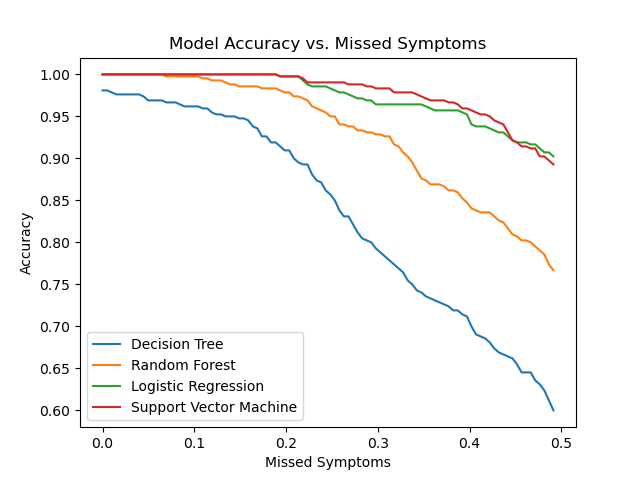 Model Accuracy vs. Missed Symptoms
Accuracy
1.00
0.95
0.90
0.85
0.80
0.75
0.70
0.65
0.60
Decision Tree
Random Forest
Logistic Regression
Support Vector Machine
0.0 0.1 0.2 0.3 0.4 0.5
Missed Symptoms